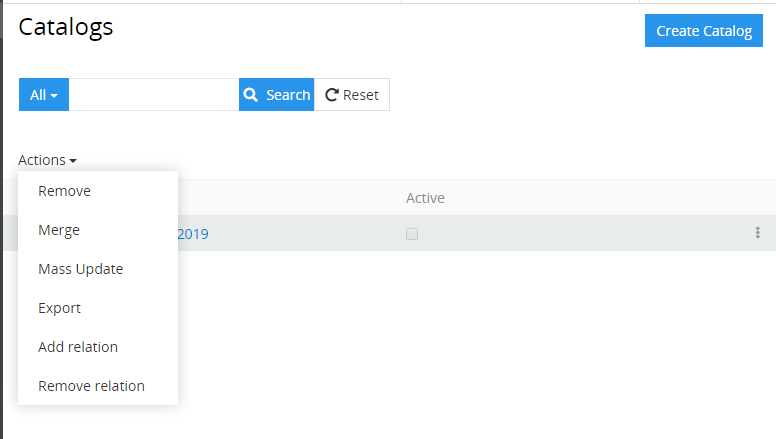 Catalogs
Create Catalog
All
Search
Reset
Actions
Remove
Active
Merge
2019
Mass Update
Export
Add relation
Remove relation